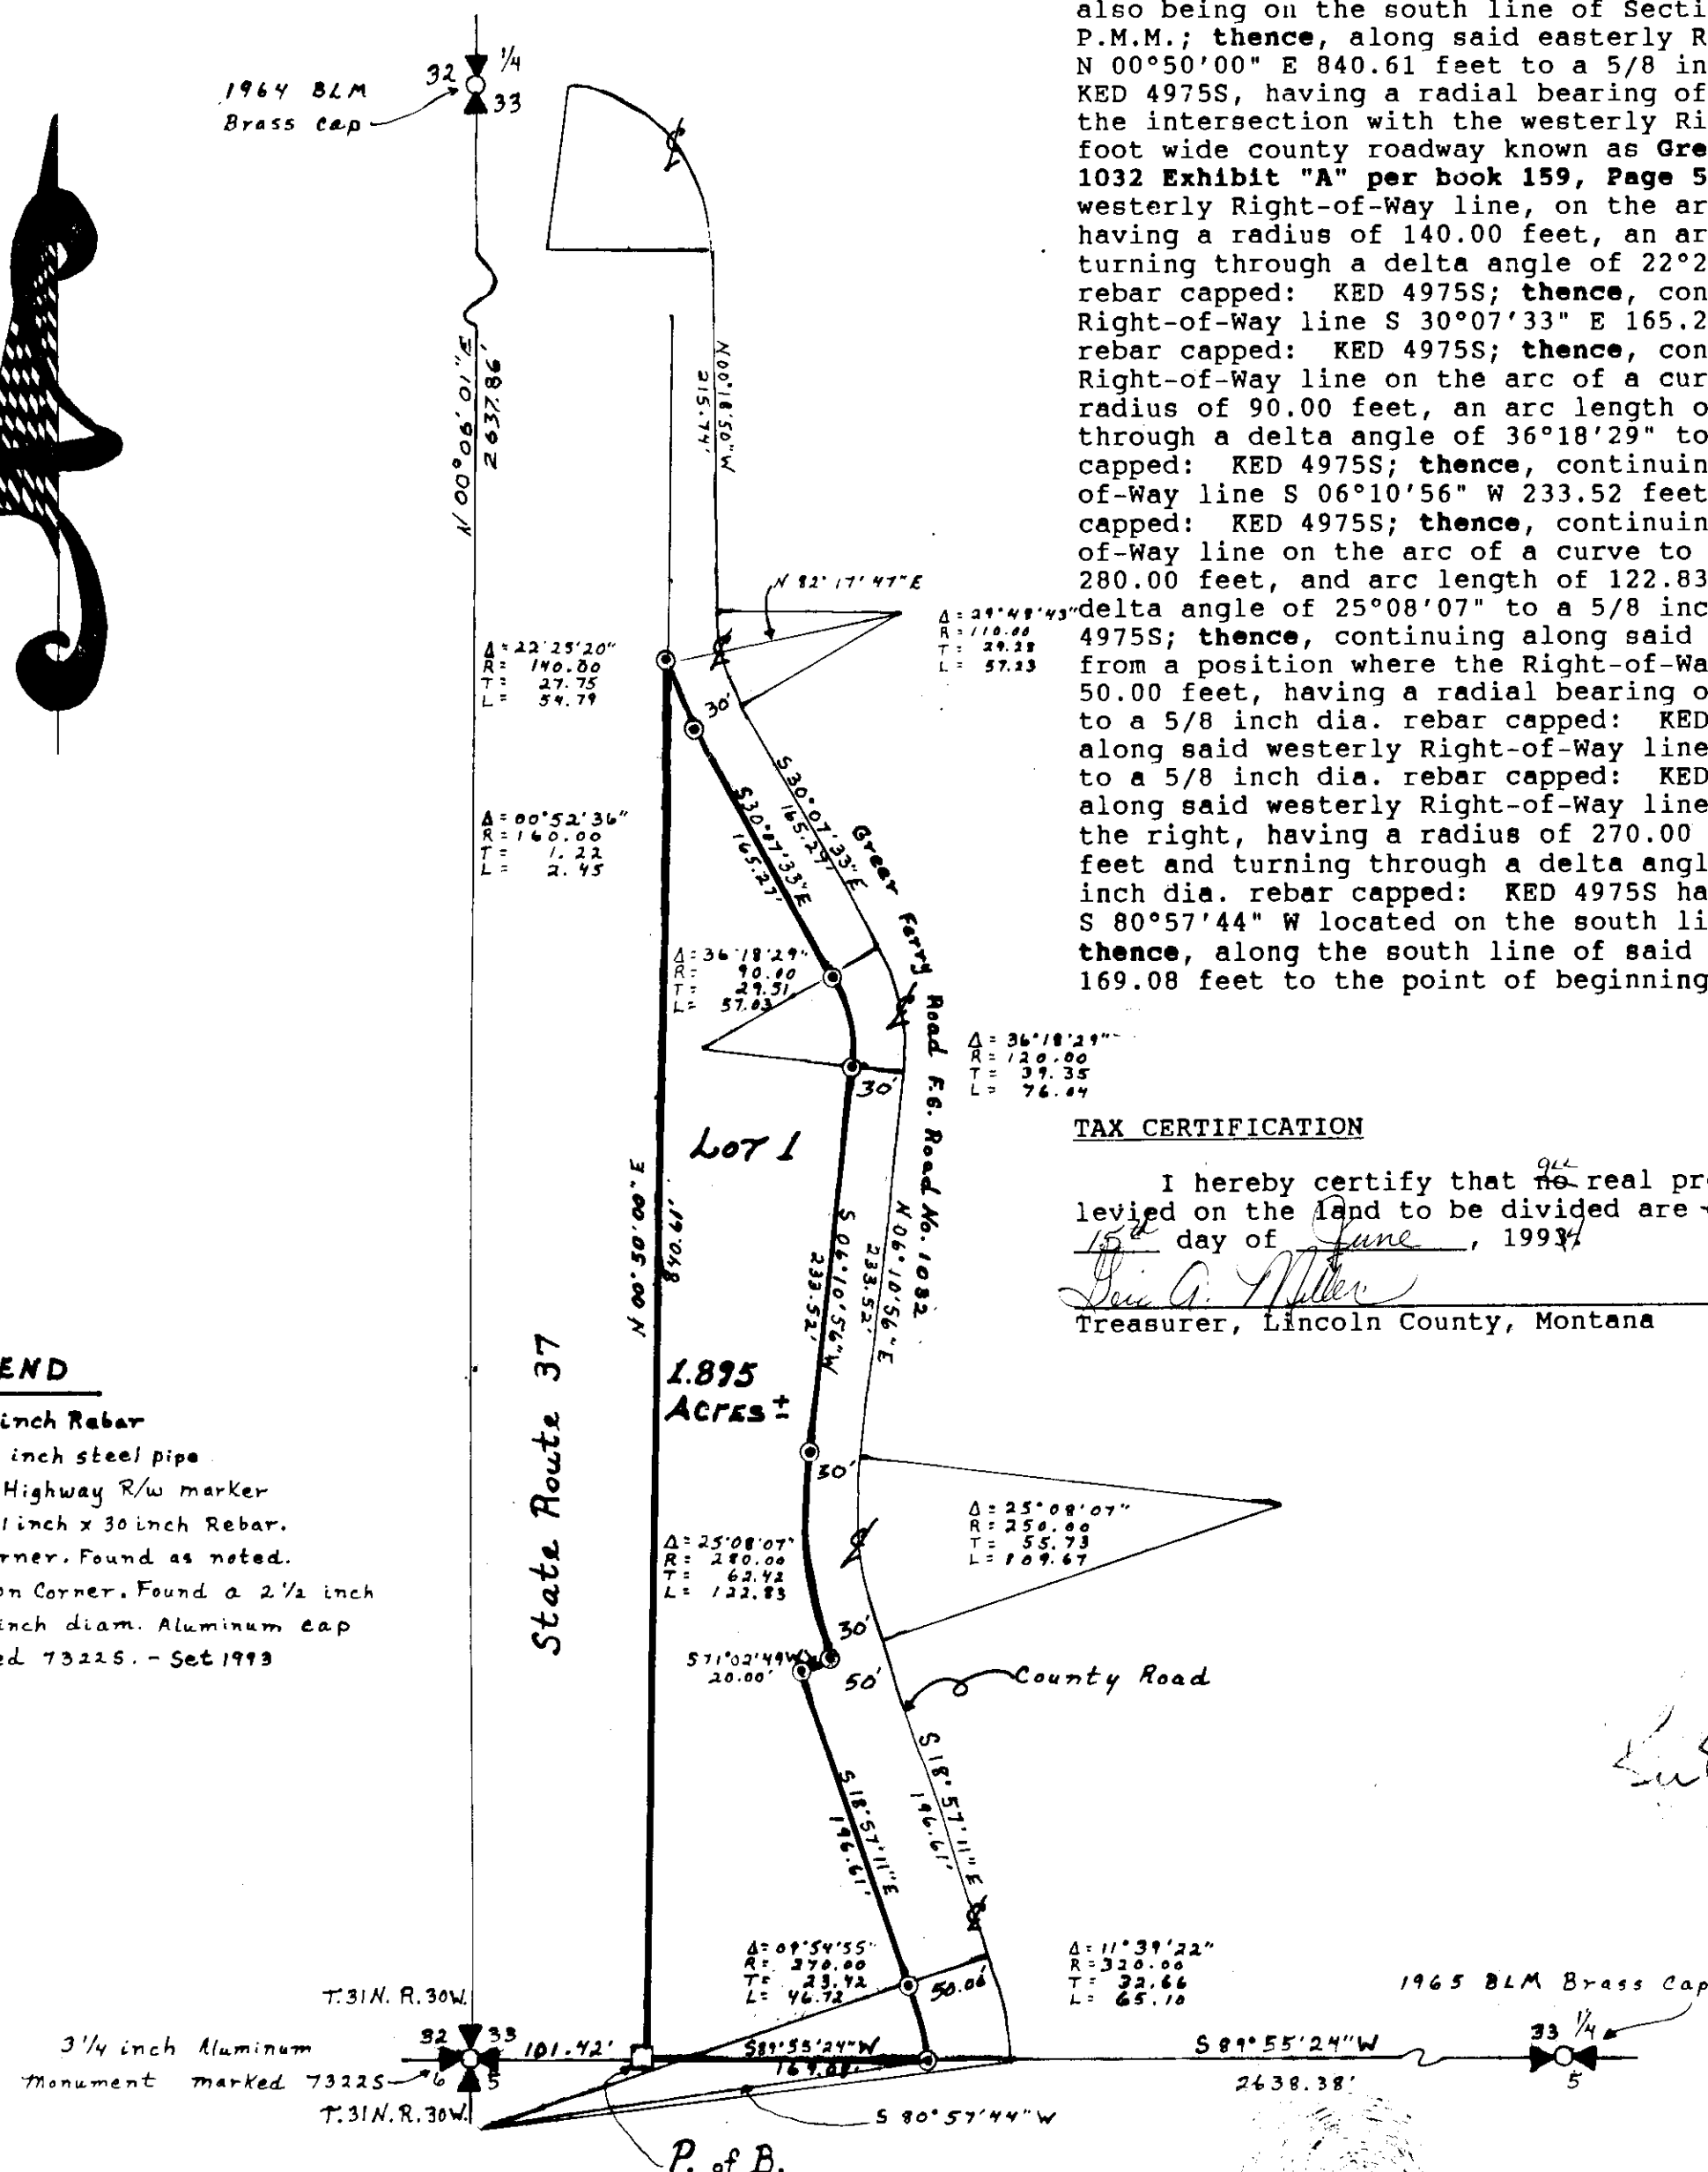 also being on the south line of Secti
P.M.M.; thence, along said easterly R
N 00°50'00" E 840.61 feet to a 5/8 in
KED 4975S, having a radial bearing of
the intersection with the westerly Ri
foot wide county roadway known as Gre
1032 Exhibit "A" per book 159, Page 5
westerly Right-of-Way line, on the ar
having a radius of 140.00 feet, an ar
turning through a delta angle of 22°2
rebar capped: KED 4975S; thence, con
Right-of-Way line S 30°07'33" E 165.2
rebar capped: KED 4975S; thence, con
Right-of-Way line on the arc of a cur
radius of 90.00 feet, an arc length o
through a delta angle of 36°18'29" to
capped: KED 4975S; thence, continuin
of-Way line S 06°10'56" W 233.52 feet
capped: KED 4975S; thence, continuin
of-Way line on the arc of a curve to
280.00 feet, and arc length of 122.83
delta angle of 25°08'07" to a 5/8 inc
4975S; thence, continuing along said
from a position where the Right-of-Wa
50.00 feet, having a radial bearing o
to a 5/8 inch dia. rebar capped: KED
along said westerly Right-of-Way line
to a 5/8 inch dia. rebar capped: KED
along said westerly Right-of-Way line
the right, having a radius of 270.00
feet and turning through a delta angl
inch dia. rebar capped: KED 4975S ha
S 80°57'44" W located on the south li
thence, along the south line of said
169.08 feet to the point of beginning
TAX CERTIFICATION
I hereby certify that no all real pr
levied on the land to be divided are
15th day of June, 1994
Treasurer, Lincoln County, Montana
1964 BLM
Brass Cap
32 1/4
33
N 00°06'01"E
2637.86'
N00°18'50"W
215.74'
N 82°17'47"E
Δ = 29°48'43"
R = 110.00
T = 29.28
L = 57.23
Δ = 22°25'20"
R = 140.00
T = 27.75
L = 54.79
30'
S30°07'33"E
165.29'
S30°07'33"E
165.27'
Δ = 00°52'36"
R = 160.00
T = 1.22
L = 2.45
Greer Ferry Road F.G. Road No. 1032
Δ = 36°18'29"
R = 90.00
T = 29.51
L = 57.03
Δ = 36°18'29"
R = 120.00
T = 39.35
L = 76.04
30'
LOT 1
N 00°50'00" E
840.61'
S 06°10'56"W
233.52'
N 06°10'56"E
233.52'
State Route 37
1.895
ACRES ±
30'
Δ = 25°08'07"
R = 280.00
T = 62.42
L = 122.83
Δ = 25°08'07"
R = 250.00
T = 55.73
L = 109.67
30'
S71°02'49W
20.00'
50'
County Road
S 18°57'11"E
196.61'
S 18°57'11"E
196.61'
END
inch Rebar
inch steel pipe
Highway R/w marker
1 inch x 30 inch Rebar.
rner. Found as noted.
on Corner. Found a 2 1/2 inch
inch diam. Aluminum cap
ed 7322S. - Set 1993
Δ = 09°54'55"
R = 270.00
T = 23.42
L = 46.72
50.00
Δ = 11°39'22"
R = 320.00
T = 32.66
L = 65.10
1965 BLM Brass Cap
T.31N. R.30W.
3 1/4 inch Aluminum
Monument marked 7322S
32 33
6 5
T.31N. R.30W.
101.42'
S89°55'24"W
169.08'
S 89°55'24"W
2638.38'
33 1/4
5
S 80°57'44"W
P. of B.